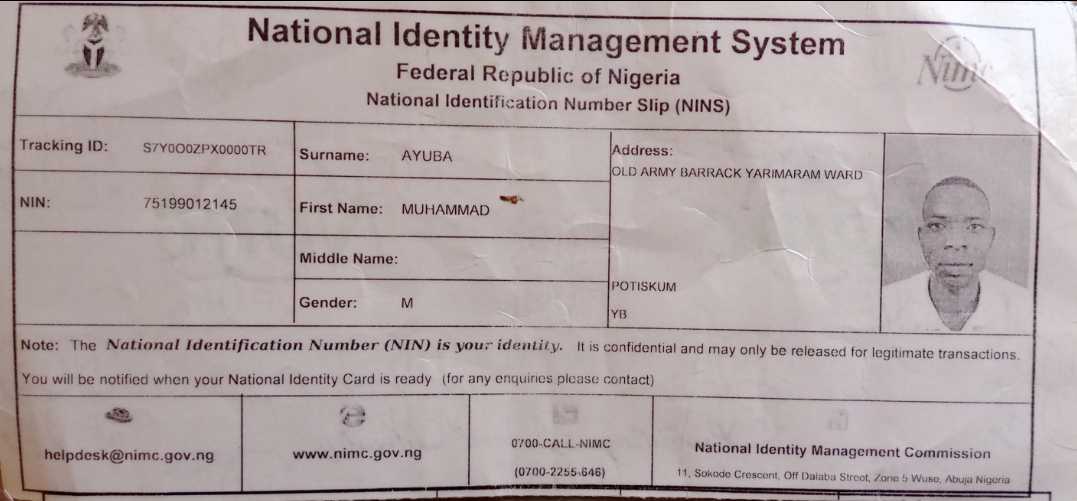 National Identity Management System
Federal Republic of Nigeria
National Identification Number Slip (NINS)
Nimc
Tracking ID: S7Y0O0ZPX0000TR
Surname: AYUBA
Address:
OLD ARMY BARRACK YARIMARAM WARD
NIN: 75199012145
First Name: MUHAMMAD
Middle Name:
Gender: M
POTISKUM
YB
Note: The National Identification Number (NIN) is your identity. It is confidential and may only be released for legitimate transactions.
You will be notified when your National Identity Card is ready (for any enquiries please contact)
helpdesk@nimc.gov.ng
www.nimc.gov.ng
0700-CALL-NIMC
(0700-2255-646)
National Identity Management Commission
11, Sokode Crescent, Off Dalaba Street, Zone 5 Wuse, Abuja Nigeria